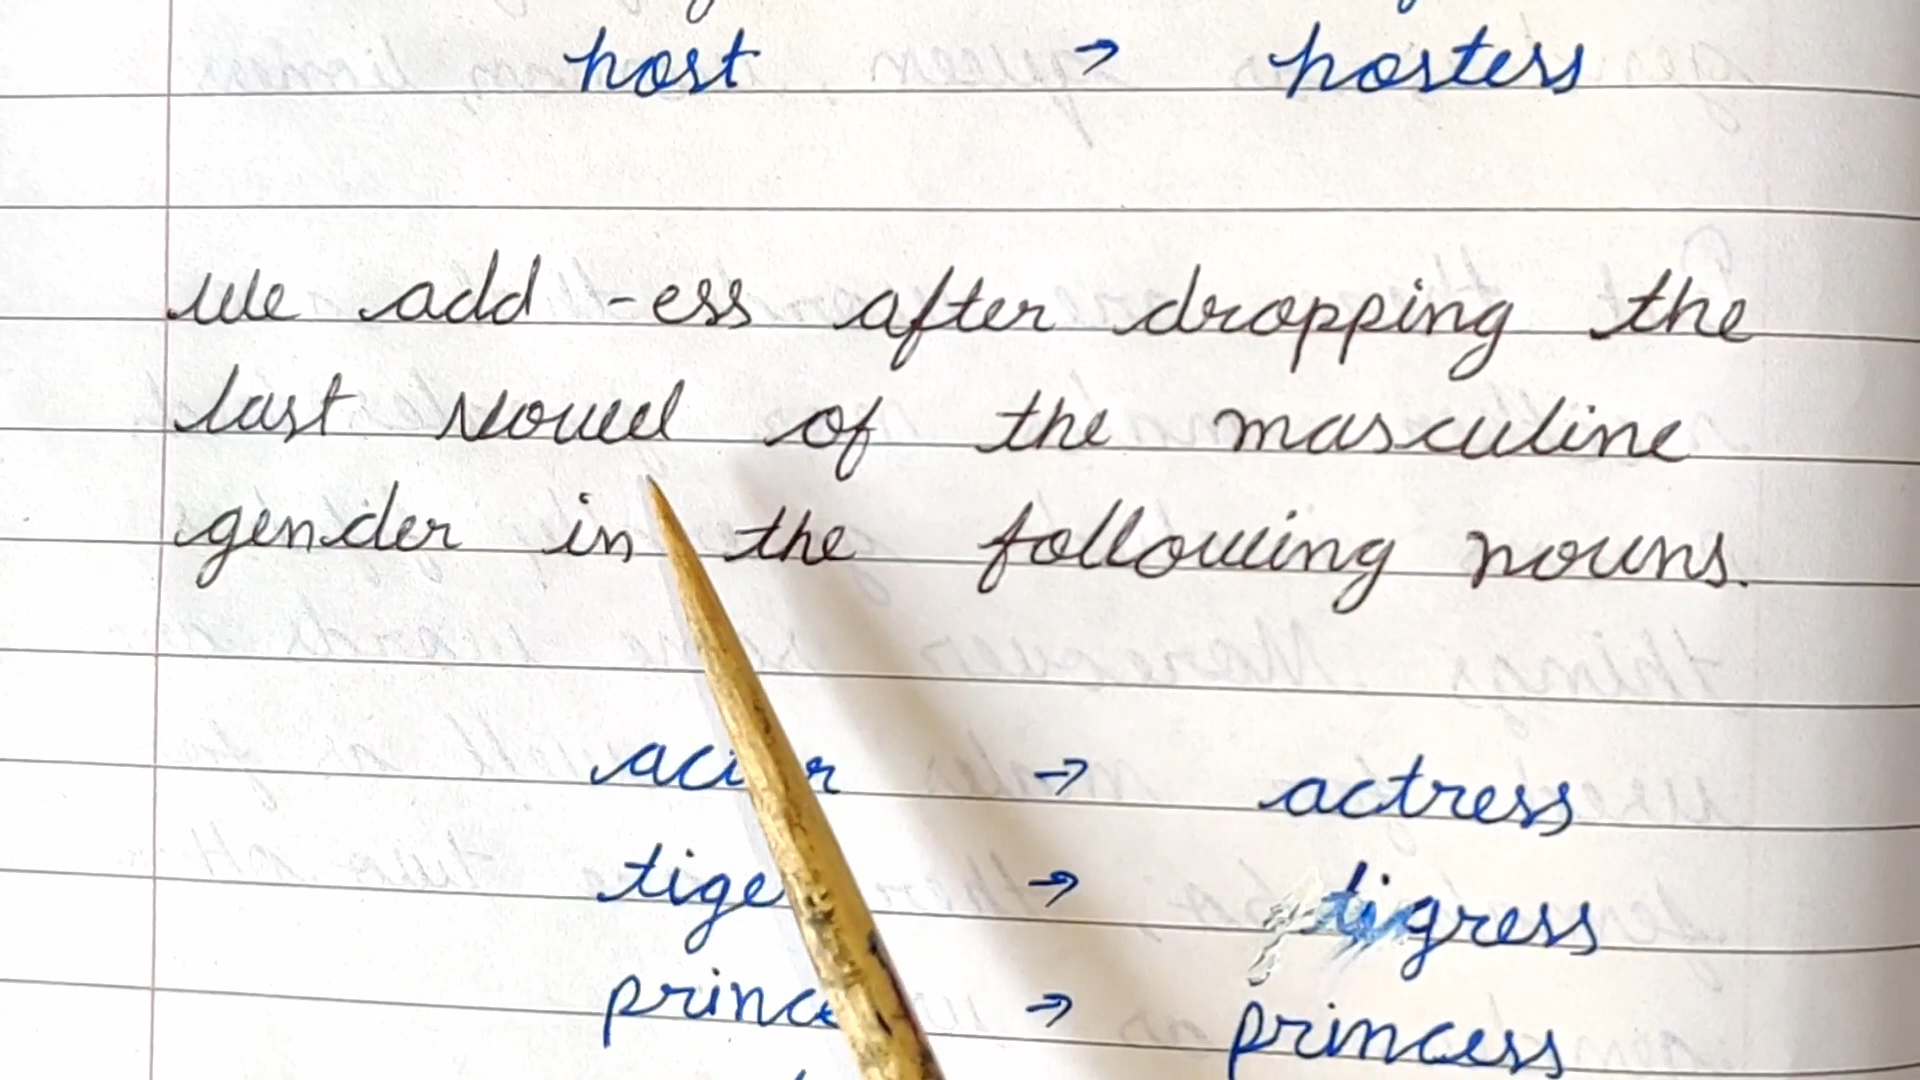 host → hostess
We add -ess after dropping the
last vowel of the masculine
gender in the following nouns.
→ actress
→ tigress
→ princess